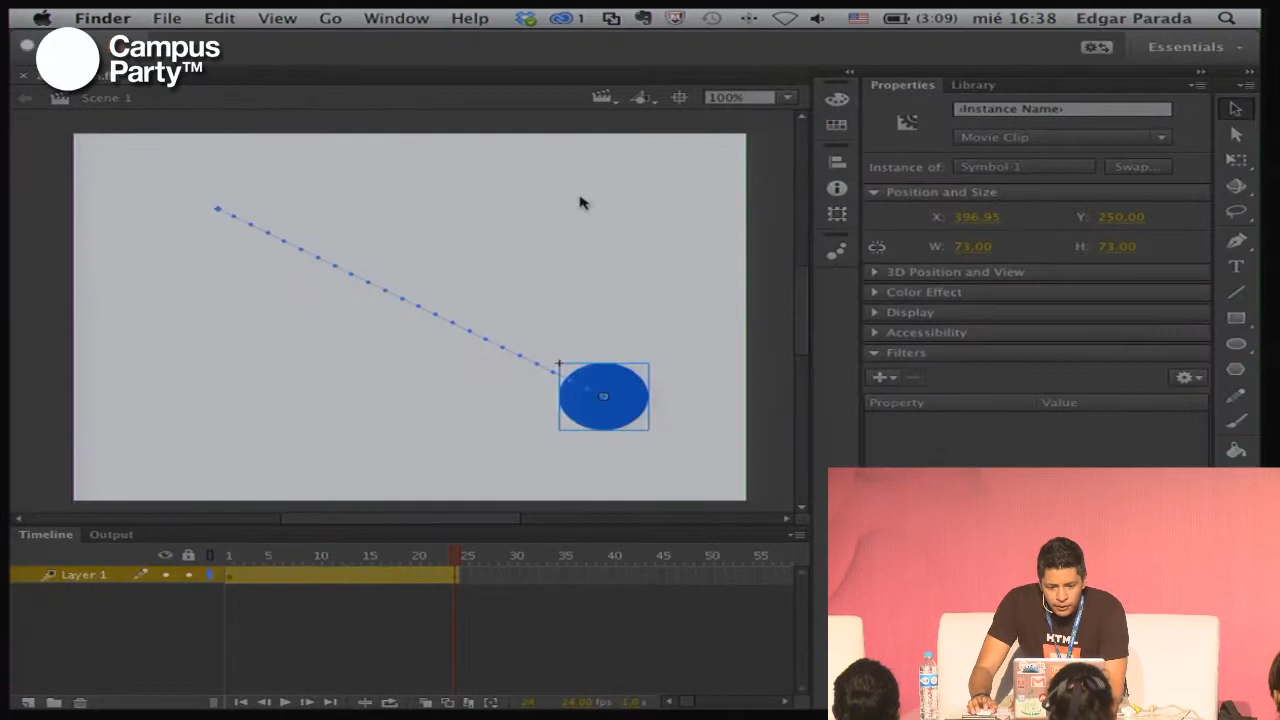 Finder File Edit View Go Window Help 1 (3:09) mié 16:38 Edgar Parada
Campus
Party™
Essentials
Scene 1
100%
Properties Library
‹Instance Name›
Movie Clip
Instance of: Symbol 1 Swap...
Position and Size
X: 396.95 Y: 250.00
W: 73.00 H: 73.00
3D Position and View
Color Effect
Display
Accessibility
Filters
Property Value
Timeline Output
1 5 10 15 20 25 30 35 40 45 50 55
Layer 1
24 24.00 fps 1.0 s
HTML